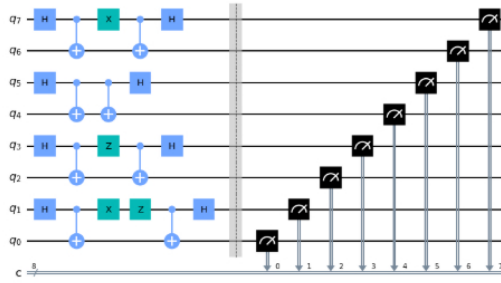 q7 H X H
q6
q5 H H
q4
q3 H Z H
q2
q1 H X Z H
q0
c 8 0 1 2 3 4 5 6 7